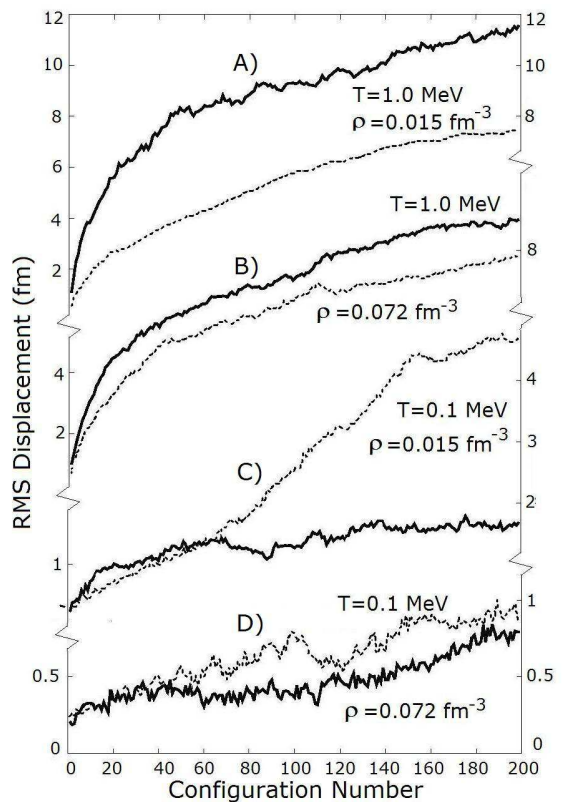 12
10
8
6
4
2
4
2
1
0.5
0
RMS Displacement (fm)
12
10
8
8
4
3
2
1
0.5
0
A)
T=1.0 MeV
ρ=0.015 fm-3
T=1.0 MeV
B)
ρ=0.072 fm-3
T=0.1 MeV
ρ=0.015 fm-3
C)
T=0.1 MeV
D)
ρ=0.072 fm-3
0 20 40 60 80 100 120 140 160 180 200
Configuration Number